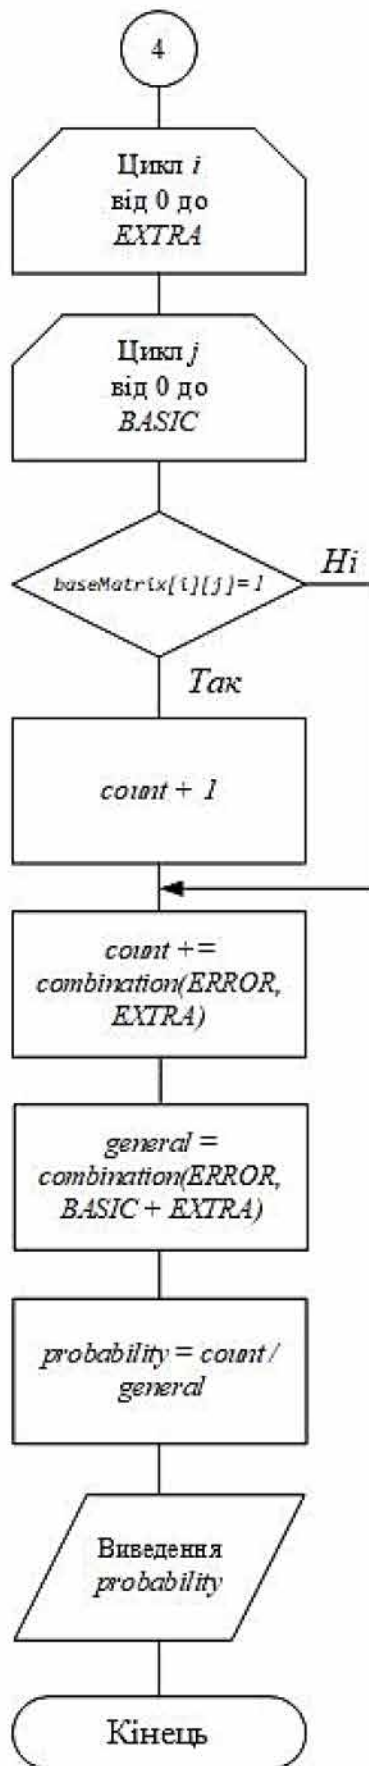 4
Цикл i
від 0 до
EXTRA
Цикл j
від 0 до
BASIC
baseMatrix[i][j]=1
Ні
Так
count + 1
count +=
combination(ERROR,
EXTRA)
general =
combination(ERROR,
BASIC + EXTRA)
probability = count /
general
Виведення
probability
Кінець